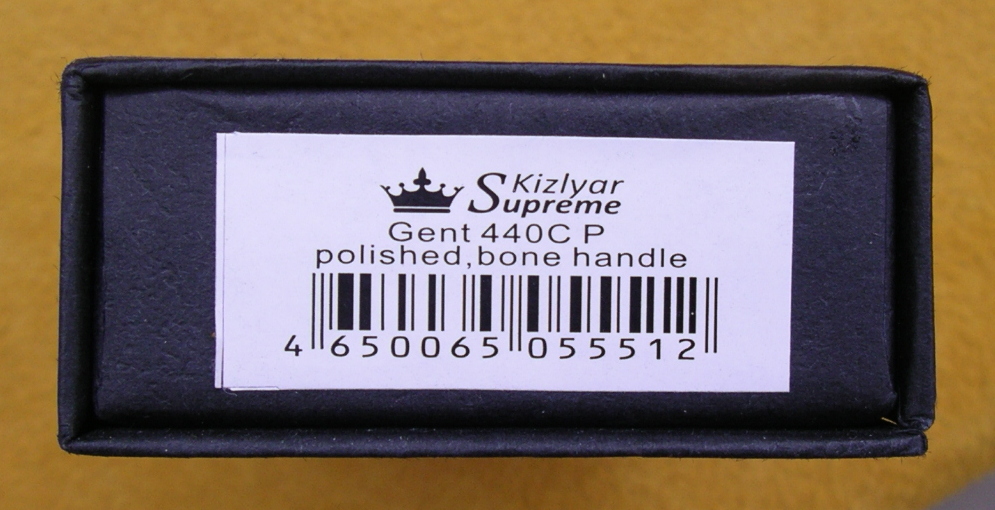 Kizlyar
Supreme
Gent 440C P
polished,bone handle
4 650065 055512